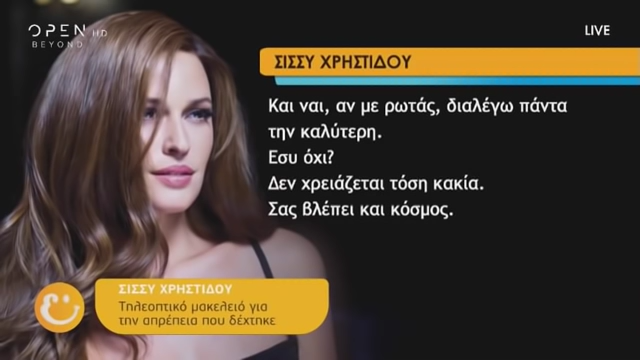 OPEN HD
BEYOND
LIVE
ΣΙΣΣΥ ΧΡΗΣΤΙΔΟΥ
Και ναι, αν με ρωτάς, διαλέγω πάντα
την καλύτερη.
Εσυ όχι?
Δεν χρειάζεται τόση κακία.
Σας βλέπει και κόσμος.
ΣΙΣΣΥ ΧΡΗΣΤΙΔΟΥ
Τηλεοπτικό μακελειό για
την απρέπεια που δέχτηκε